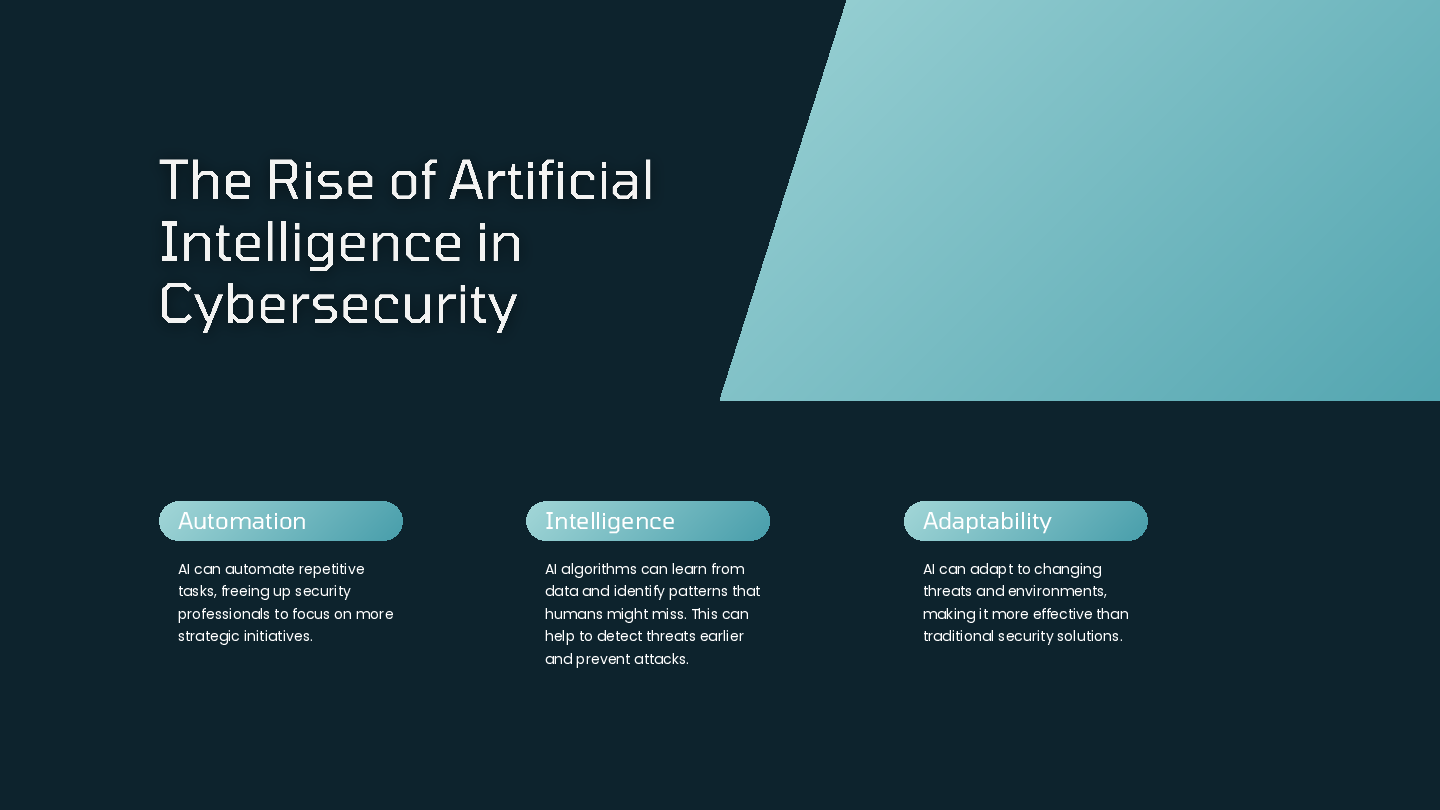 The Rise of Artificial
Intelligence in
Cybersecurity
Automation
AI can automate repetitive
tasks, freeing up security
professionals to focus on more
strategic initiatives.
Intelligence
AI algorithms can learn from
data and identify patterns that
humans might miss. This can
help to detect threats earlier
and prevent attacks.
Adaptability
AI can adapt to changing
threats and environments,
making it more effective than
traditional security solutions.